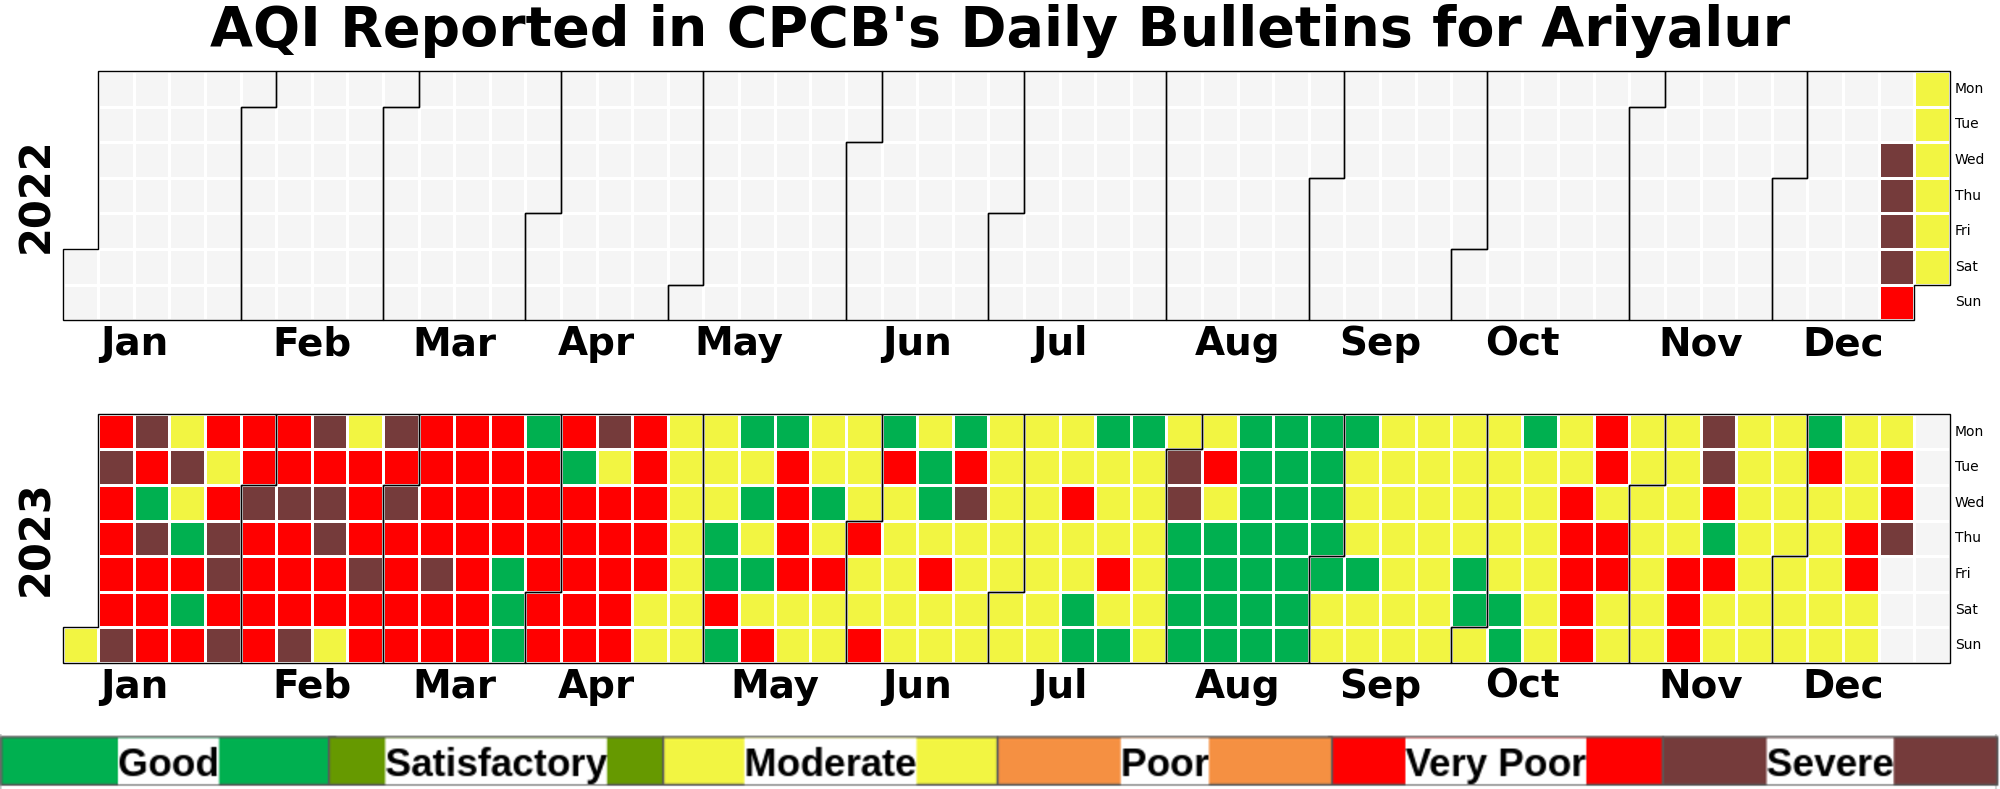 AQI Reported in CPCB's Daily Bulletins for Ariyalur
2022
Mon
Tue
Wed
Thu
Fri
Sat
Sun
Jan Feb Mar Apr May Jun Jul Aug Sep Oct Nov Dec
2023
Mon
Tue
Wed
Thu
Fri
Sat
Sun
Jan Feb Mar Apr May Jun Jul Aug Sep Oct Nov Dec
Good Satisfactory Moderate Poor Very Poor Severe